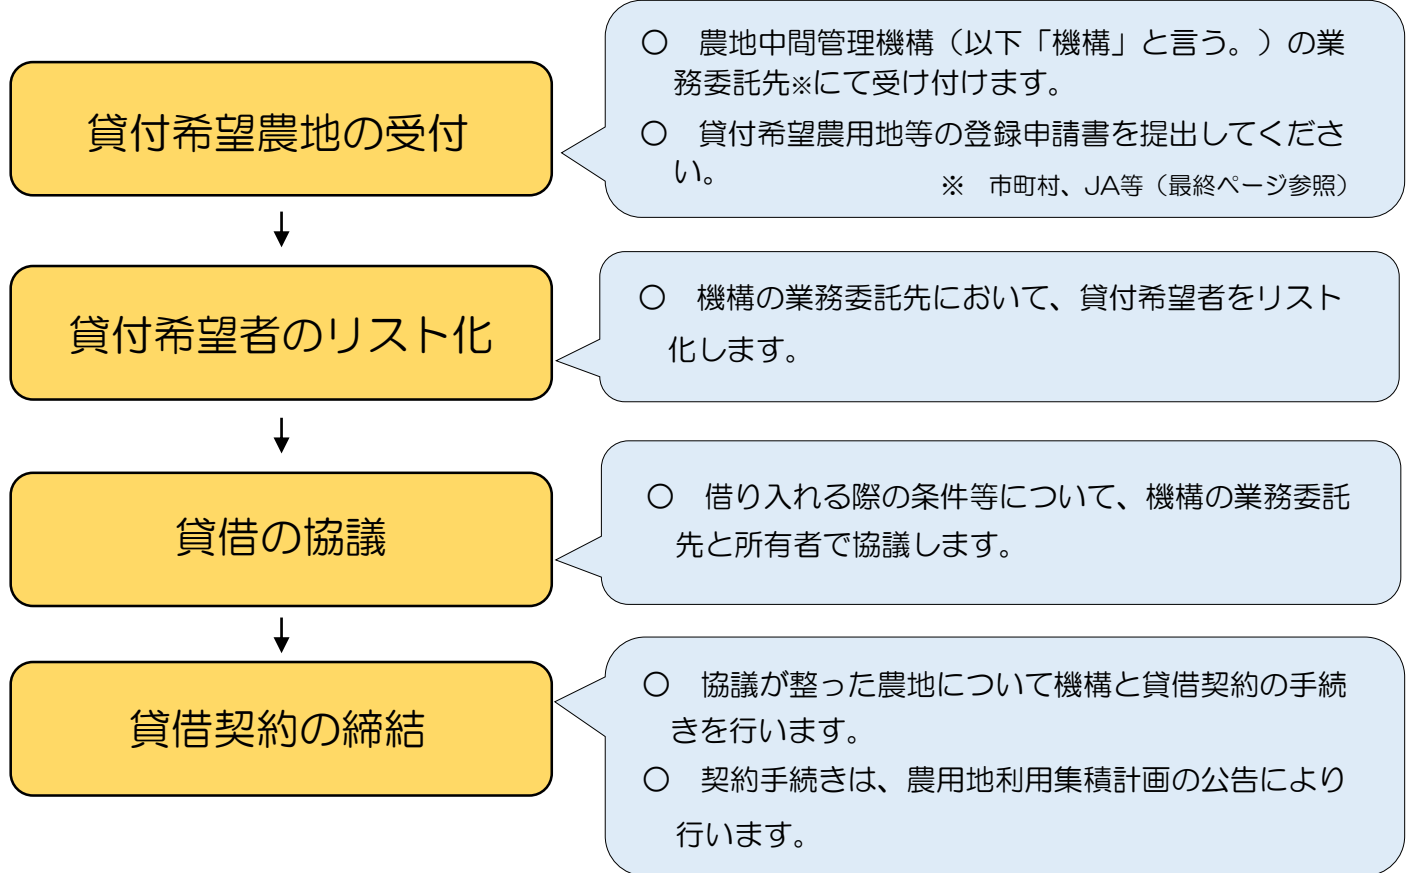 貸付希望農地の受付
〇　農地中間管理機構（以下「機構」と言う。）の業
務委託先※にて受け付けます。
〇　貸付希望農用地等の登録申請書を提出してくださ
い。
※　市町村、JA等（最終ページ参照）
貸付希望者のリスト化
〇　機構の業務委託先において、貸付希望者をリスト
化します。
貸借の協議
〇　借り入れる際の条件等について、機構の業務委託
先と所有者で協議します。
貸借契約の締結
〇　協議が整った農地について機構と貸借契約の手続
きを行います。
〇　契約手続きは、農用地利用集積計画の公告により
行います。